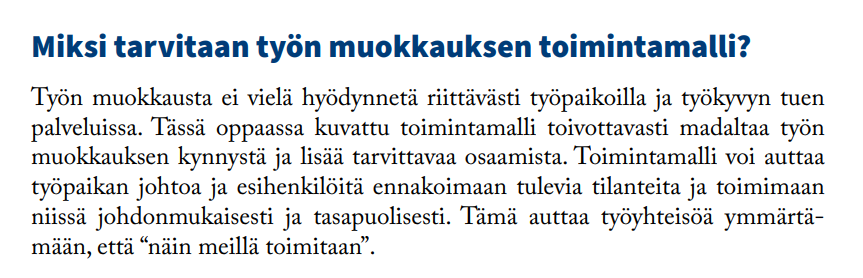 Miksi tarvitaan työn muokkauksen toimintamalli?
Työn muokkausta ei vielä hyödynnetä riittävästi työpaikoilla ja työkyvyn tuen
palveluissa. Tässä oppaassa kuvattu toimintamalli toivottavasti madaltaa työn
muokkauksen kynnystä ja lisää tarvittavaa osaamista. Toimintamalli voi auttaa
työpaikan johtoa ja esihenkilöitä ennakoimaan tulevia tilanteita ja toimimaan
niissä johdonmukaisesti ja tasapuolisesti. Tämä auttaa työyhteisöä ymmärtä-
mään, että “näin meillä toimitaan”.